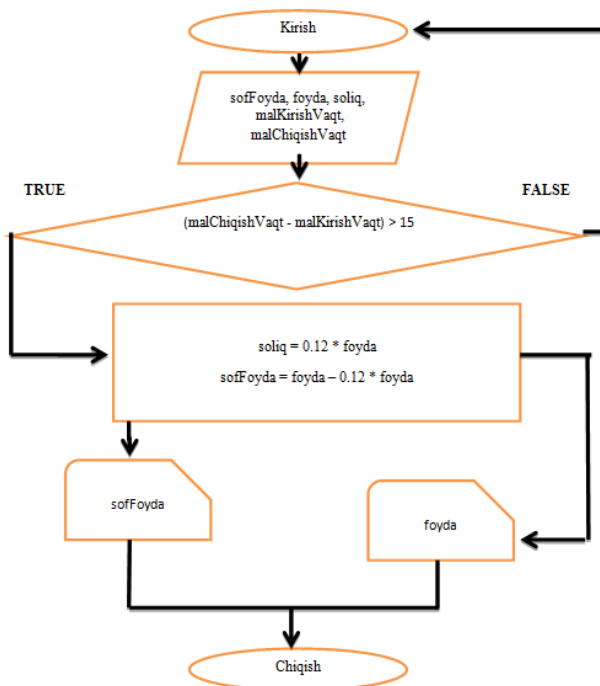 Kirish
sofFoyda, foyda, soliq,
malKirishVaqt,
malChiqishVaqt
TRUE
FALSE
(malChiqishVaqt - malKirishVaqt) > 15
soliq = 0.12 * foyda
sofFoyda = foyda – 0.12 * foyda
sofFoyda
foyda
Chiqish